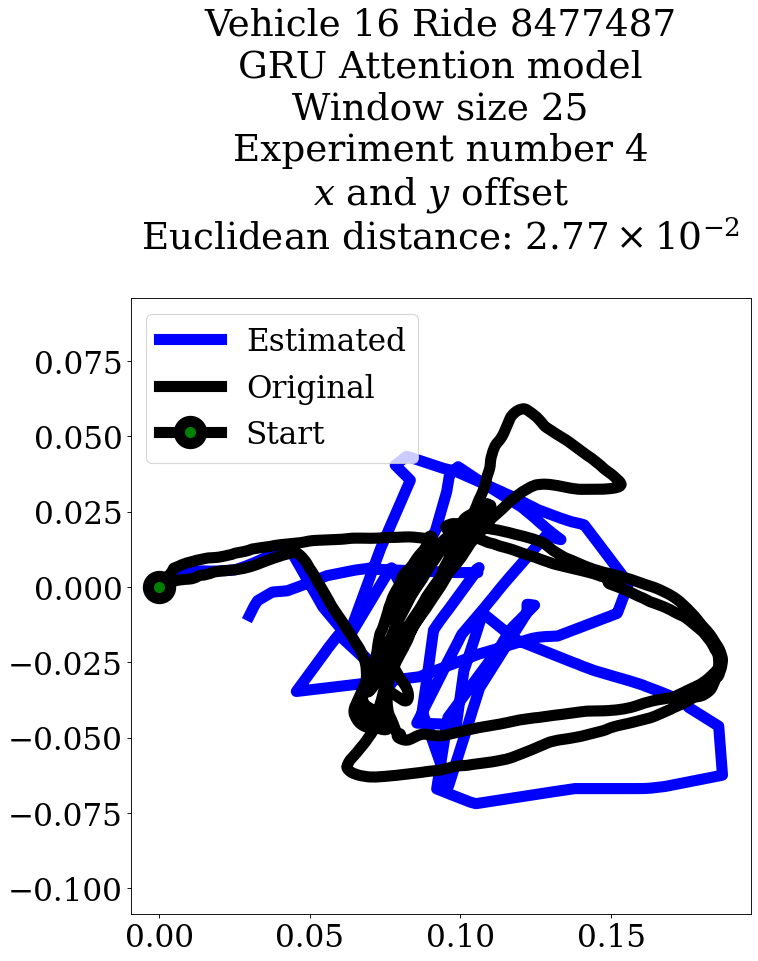 Vehicle 16 Ride 8477487
GRU Attention model
Window size 25
Experiment number 4
x and y offset
Euclidean distance: 2.77 × 10⁻²
Estimated
Original
Start
0.075
0.050
0.025
0.000
−0.025
−0.050
−0.075
−0.100
0.00 0.05 0.10 0.15